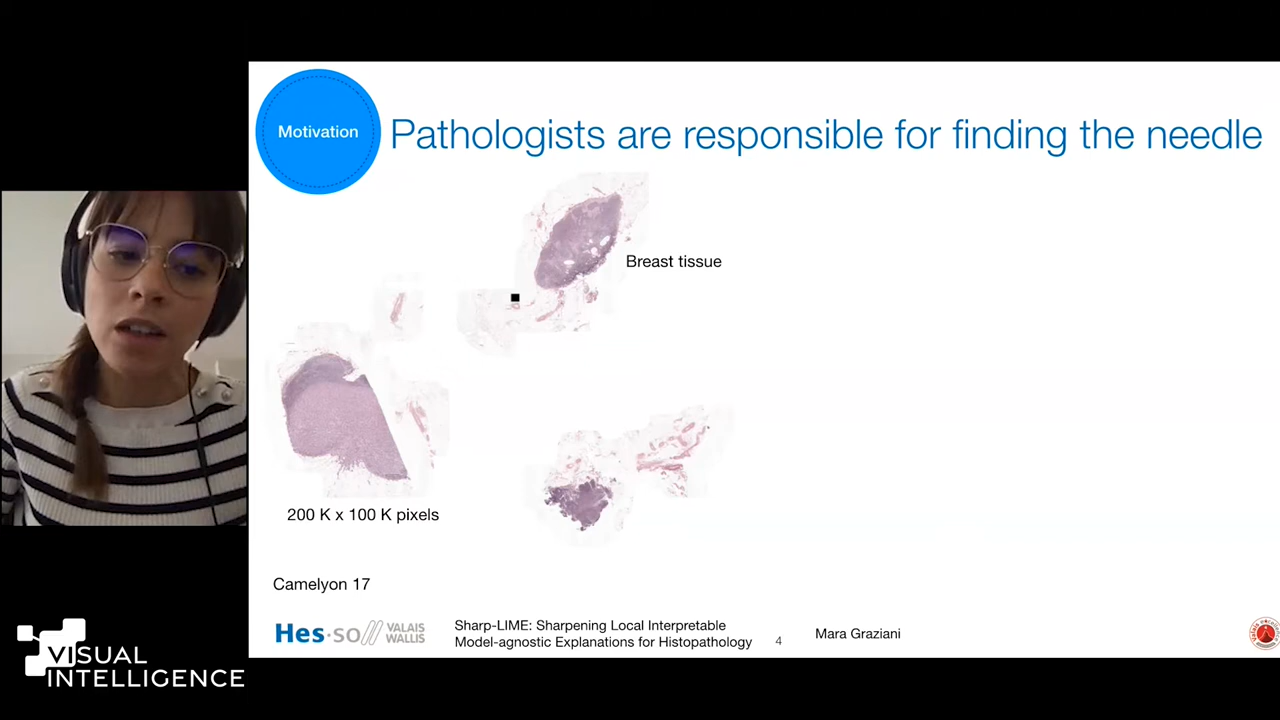 Motivation
Pathologists are responsible for finding the needle
Breast tissue
200 K x 100 K pixels
Camelyon 17
Hes·so// VALAIS
WALLIS
Sharp-LIME: Sharpening Local Interpretable
Model-agnostic Explanations for Histopathology
4
Mara Graziani
VISUAL
INTELLIGENCE